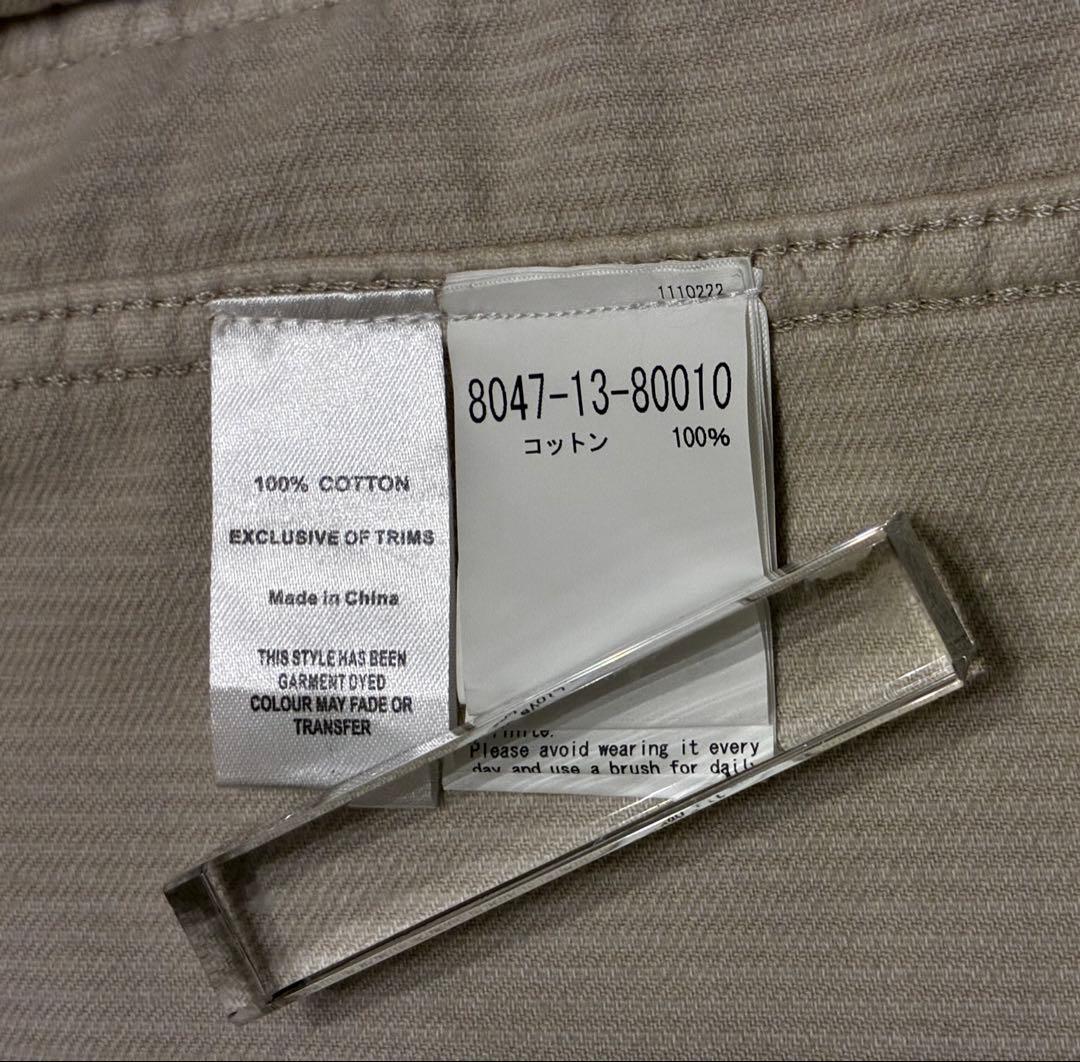 100% COTTON
EXCLUSIVE OF TRIMS
Made in China
THIS STYLE HAS BEEN
GARMENT DYED
COLOUR MAY FADE OR
TRANSFER
1110222
8047-13-80010
コットン 100%
Please avoid wearing it every
day and use a brush for daily